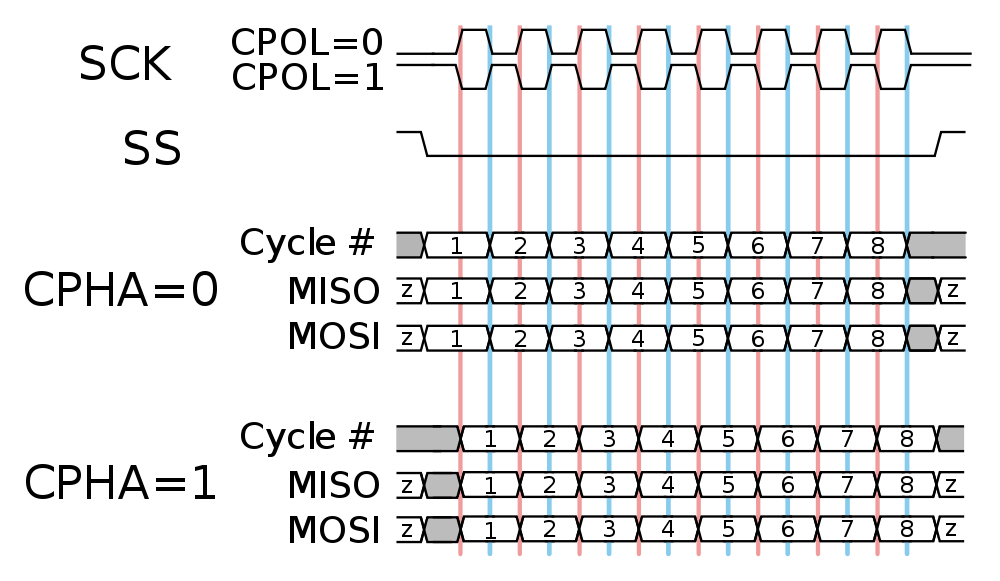 SCK CPOL=0
CPOL=1
SS
Cycle # 1 2 3 4 5 6 7 8
CPHA=0 MISO z 1 2 3 4 5 6 7 8 z
MOSI z 1 2 3 4 5 6 7 8 z
Cycle # 1 2 3 4 5 6 7 8
CPHA=1 MISO z 1 2 3 4 5 6 7 8 z
MOSI z 1 2 3 4 5 6 7 8 z